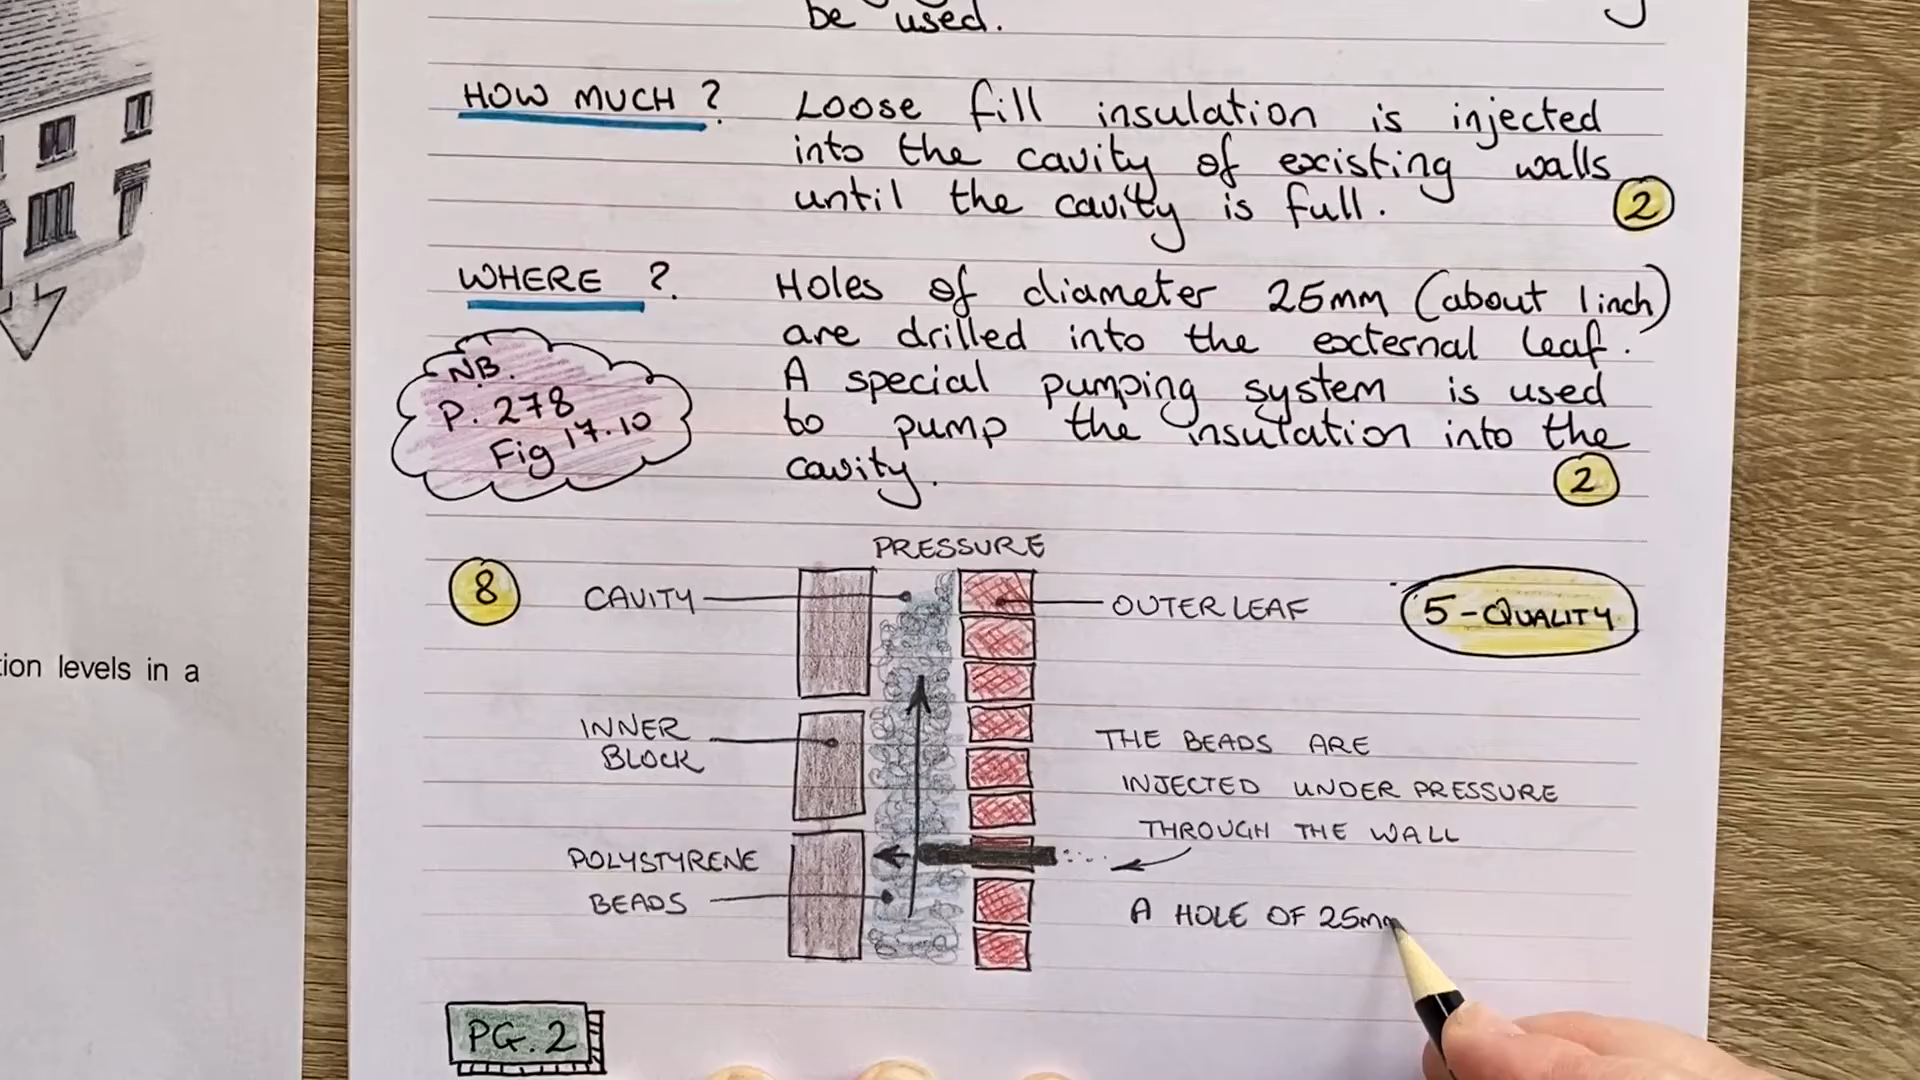 be used.
HOW MUCH ? Loose fill insulation is injected
into the cavity of existing walls
until the cavity is full.
2
WHERE ?. Holes of diameter 25mm (about 1 inch)
are drilled into the external leaf.
A special pumping system is used
to pump the insulation into the
cavity.
2
N.B.
P. 278
Fig 17.10
PRESSURE
8
CAVITY
OUTER LEAF
5-QUALITY
INNER
BLOCK
THE BEADS ARE
INJECTED UNDER PRESSURE
THROUGH THE WALL
POLYSTYRENE
BEADS
A HOLE OF 25mm
tion levels in a
PG. 2